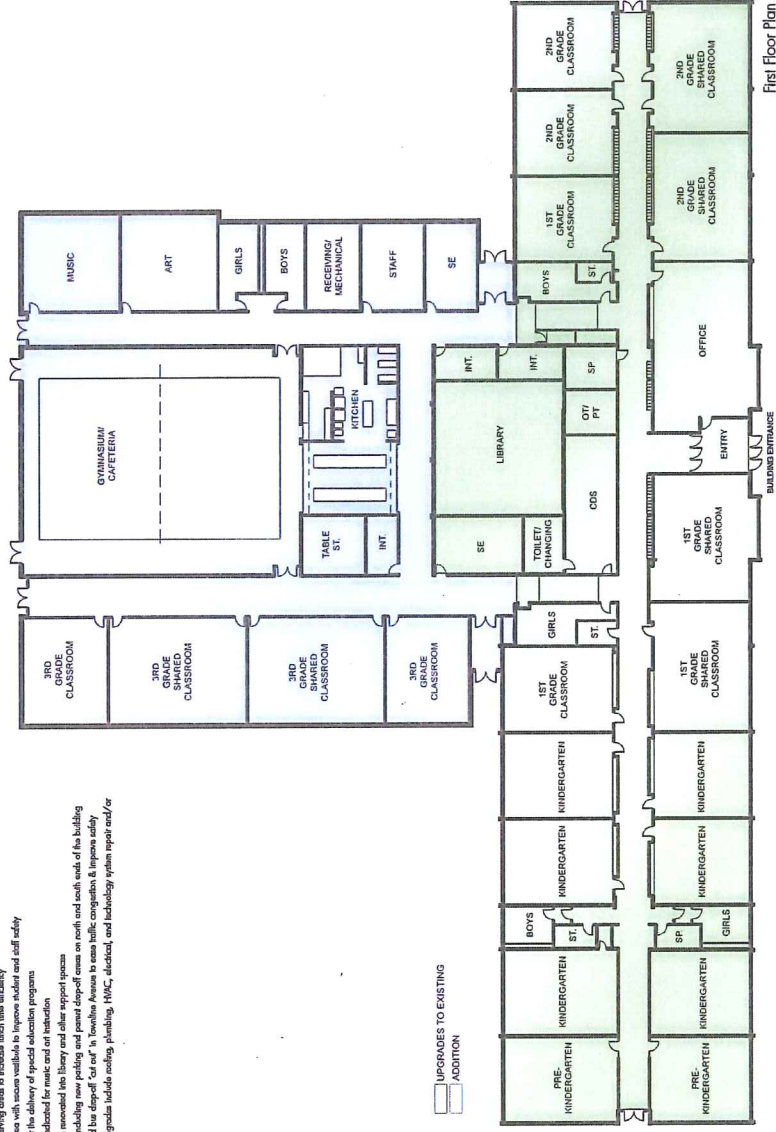 rving areas to increase lunch time efficiency
ea with secure vestibule to improve student and staff safety
r the delivery of special education programs
dicated for music and art instruction
renovated into library and other support spaces
ncluding new parking and parent drop-off areas on north and south ends of the building
d bus drop-off "cut out" in Townline Avenue to ease traffic congestion & improve safety
grades include roofing, plumbing, HVAC, electrical, and technology system repair and/or
UPGRADES TO EXISTING
ADDITION
3RD
GRADE
CLASSROOM
3RD
GRADE
SHARED
CLASSROOM
3RD
GRADE
SHARED
CLASSROOM
3RD
GRADE
CLASSROOM
GYMNASIUM/
CAFETERIA
TABLE
ST.
INT.
KITCHEN
MUSIC
ART
GIRLS
BOYS
RECEIVING/
MECHANICAL
STAFF
SE
SE
TOILET/
CHANGING
LIBRARY
INT.
INT.
CDS
OT/
PT
SP
PRE-
KINDERGARTEN
KINDERGARTEN
BOYS
ST.
KINDERGARTEN
KINDERGARTEN
1ST
GRADE
CLASSROOM
GIRLS
ST.
BOYS
ST.
1ST
GRADE
CLASSROOM
2ND
GRADE
CLASSROOM
2ND
GRADE
CLASSROOM
PRE-
KINDERGARTEN
KINDERGARTEN
SP.
GIRLS
KINDERGARTEN
KINDERGARTEN
1ST
GRADE
SHARED
CLASSROOM
1ST
GRADE
SHARED
CLASSROOM
ENTRY
OFFICE
2ND
GRADE
SHARED
CLASSROOM
2ND
GRADE
SHARED
CLASSROOM
BUILDING ENTRANCE
First Floor Plan